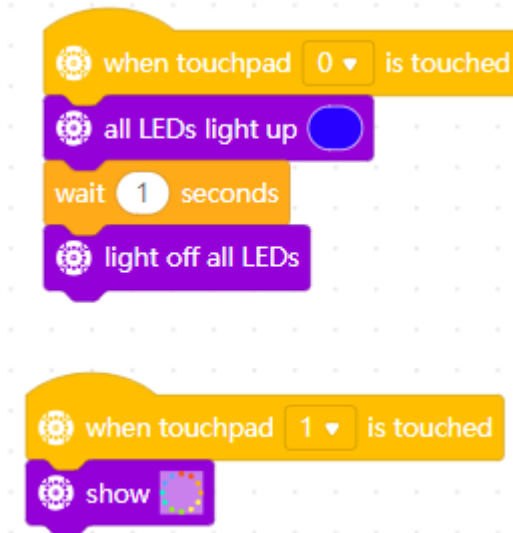 when touchpad 0 is touched
all LEDs light up
wait 1 seconds
light off all LEDs
when touchpad 1 is touched
show